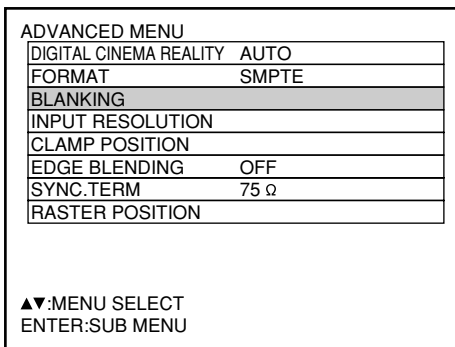 ADVANCED MENU
DIGITAL CINEMA REALITY AUTO
FORMAT SMPTE
BLANKING
INPUT RESOLUTION
CLAMP POSITION
EDGE BLENDING OFF
SYNC.TERM 75 Ω
RASTER POSITION
▲▼:MENU SELECT
ENTER:SUB MENU